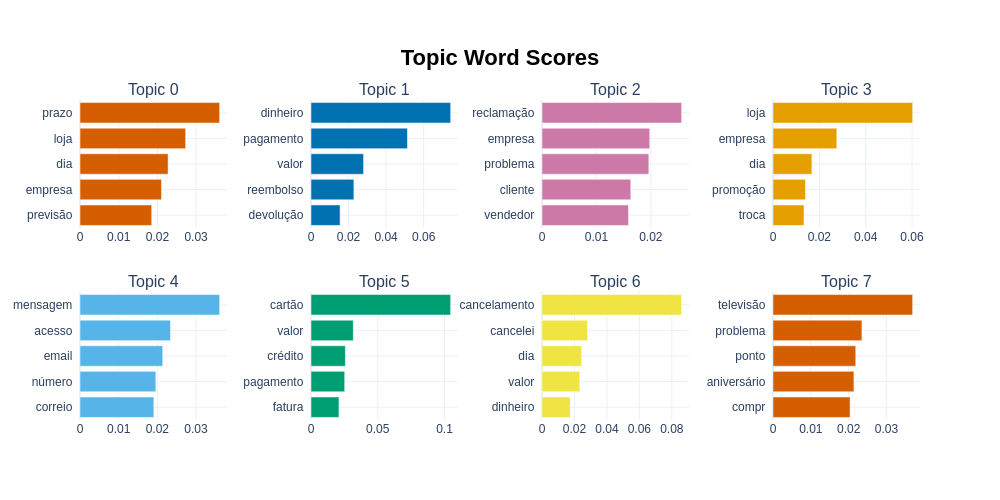 Topic Word Scores
Topic 0
prazo
loja
dia
empresa
previsão
0 0.01 0.02 0.03
Topic 1
dinheiro
pagamento
valor
reembolso
devolução
0 0.02 0.04 0.06
Topic 2
reclamação
empresa
problema
cliente
vendedor
0 0.01 0.02
Topic 3
loja
empresa
dia
promoção
troca
0 0.02 0.04 0.06
Topic 4
mensagem
acesso
email
número
correio
0 0.01 0.02 0.03
Topic 5
cartão
valor
crédito
pagamento
fatura
0 0.05 0.1
Topic 6
cancelamento
cancelei
dia
valor
dinheiro
0 0.02 0.04 0.06 0.08
Topic 7
televisão
problema
ponto
aniversário
compr
0 0.01 0.02 0.03